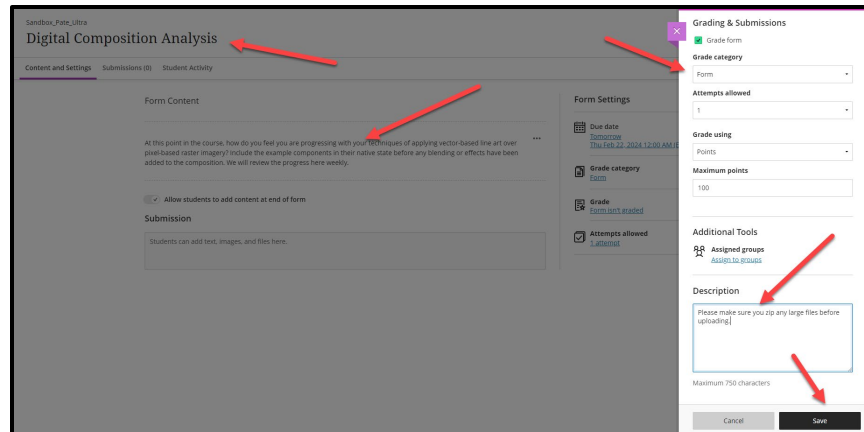 Sandbox_Pate_Ultra
Digital Composition Analysis
Content and Settings
Submissions (0)
Student Activity
Form Content
At this point in the course, how do you feel you are progressing with your techniques of applying vector-based line art over
pixel-based raster imagery? Include the example components in their native state before any blending or effects have been
added to the composition. We will review the progress here weekly.
Allow students to add content at end of form
Submission
Students can add text, images, and files here.
Form Settings
Due date
Tomorrow
Thu Feb 22, 2024 12:00 AM
Grade category
Form
Grade
Form isn't graded
Attempts allowed
1 attempt
Grading & Submissions
Grade form
Grade category
Form
Attempts allowed
1
Grade using
Points
Maximum points
100
Additional Tools
Assigned groups
Assign to groups
Description
Please make sure you zip any large files before
uploading.
Maximum 750 characters
Cancel
Save